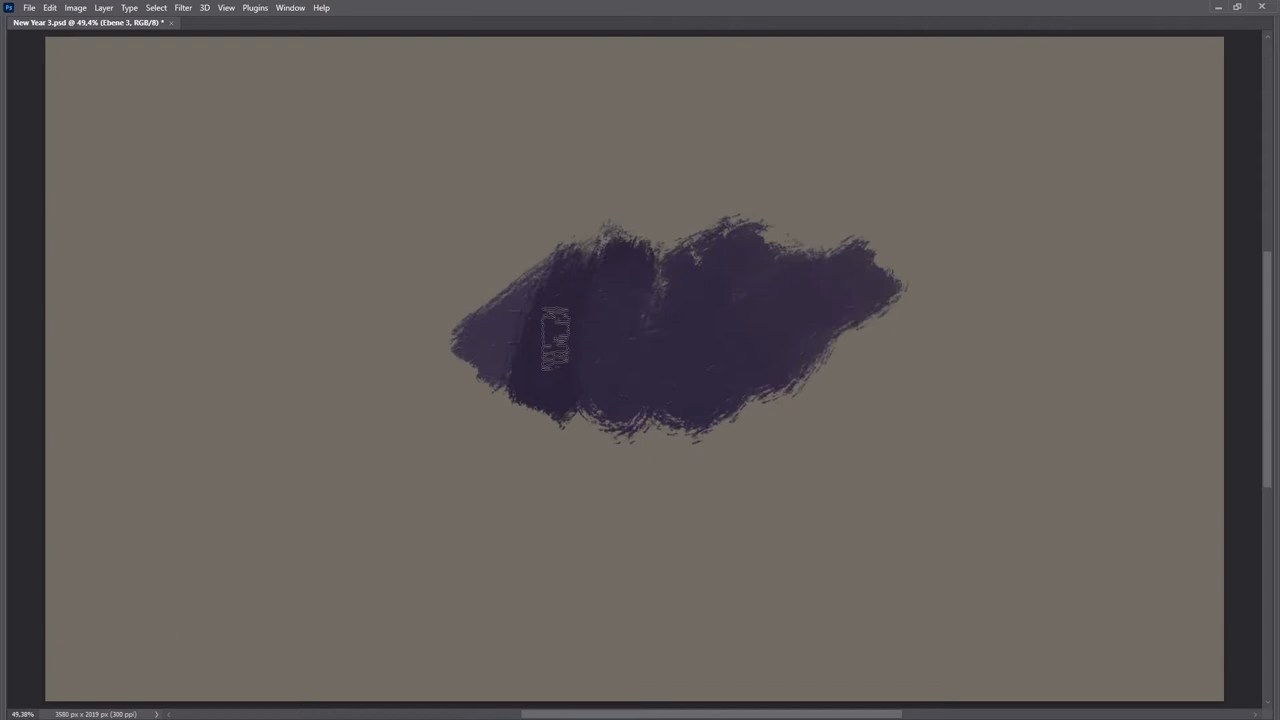 Ps File Edit Image Layer Type Select Filter 3D View Plugins Window Help
New Year 3.psd @ 49,4% (Ebene 3, RGB/8) *
49,38% 3580 px x 2019 px (300 ppi)